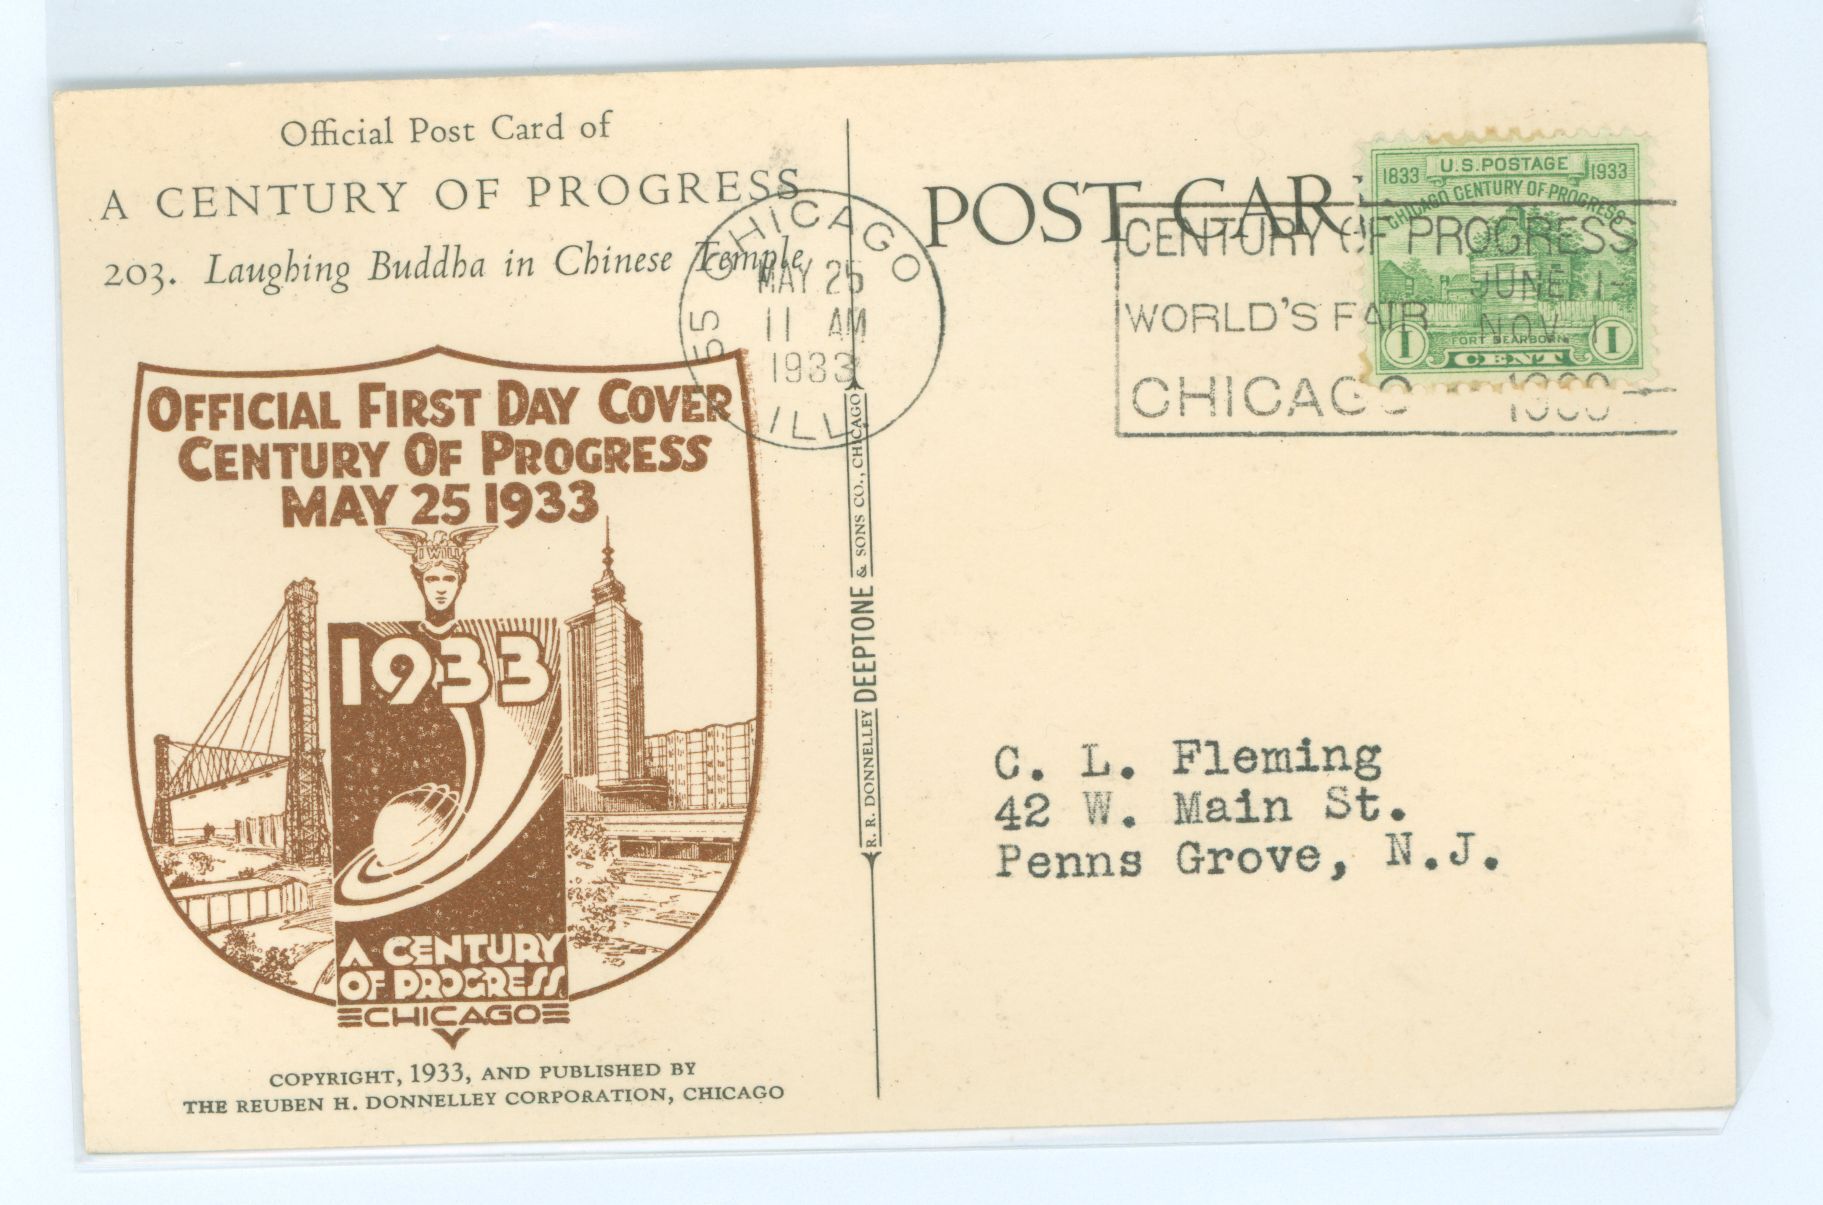 Official Post Card of
A CENTURY OF PROGRESS
203. Laughing Buddha in Chinese Temple
OFFICIAL FIRST DAY COVER
CENTURY OF PROGRESS
MAY 25 1933
I WILL
1933
A CENTURY
OF PROGRESS
CHICAGO
COPYRIGHT, 1933, AND PUBLISHED BY
THE REUBEN H. DONNELLEY CORPORATION, CHICAGO
R. R. DONNELLEY DEEPTONE & SONS CO., CHICAGO
CHICAGO
MAY 25
11 AM
1933
ILL
55
POST CAR
CENTURY OF PROGRESS
JUNE 1-
WORLD'S FAIR NOV. 1
CHICAGO 1933
U.S. POSTAGE
1833 1933
CHICAGO CENTURY OF PROGRESS
FORT DEARBORN
1 CENT 1
C. L. Fleming
42 W. Main St.
Penns Grove, N.J.